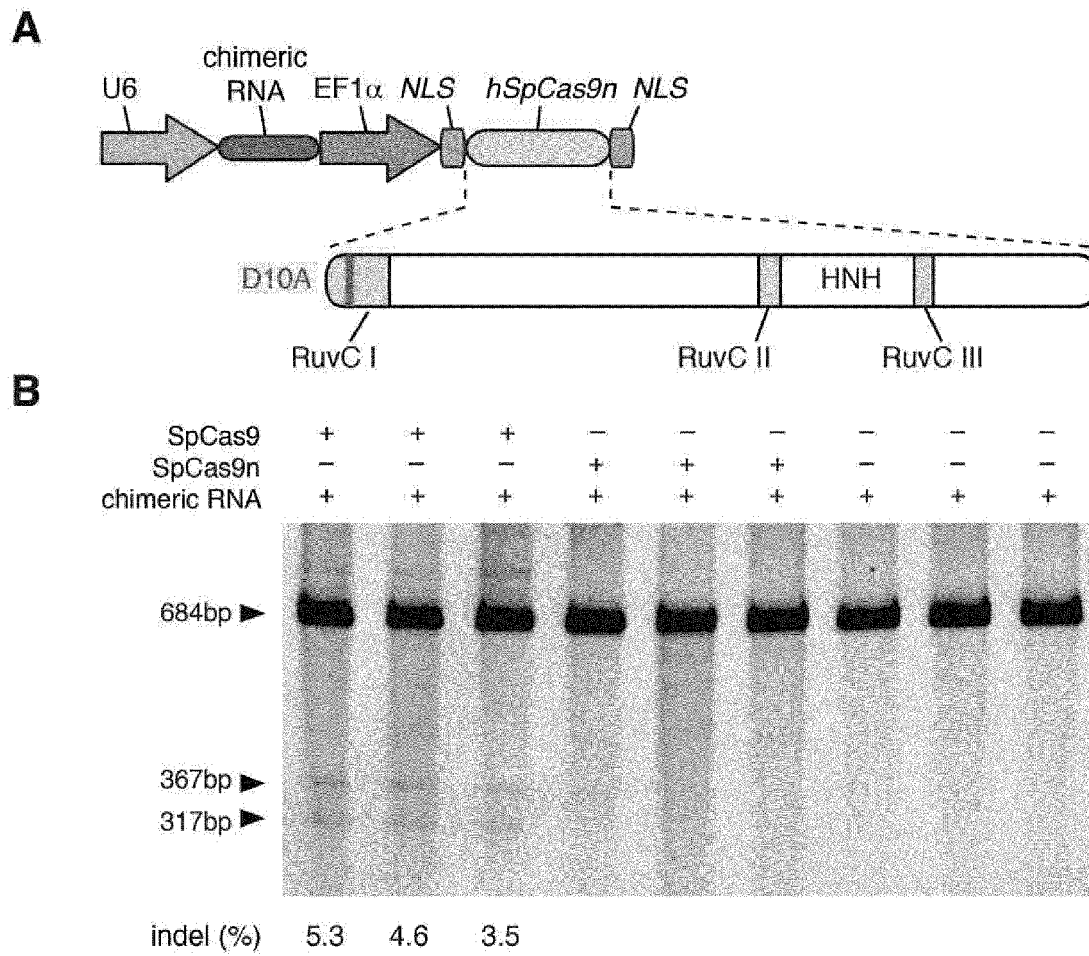 A
U6
chimeric
RNA
EF1α
NLS
hSpCas9n
NLS
D10A
HNH
RuvC I
RuvC II
RuvC III
B
SpCas9 + + + – – – – – –
SpCas9n – – – + + + – – –
chimeric RNA + + + + + + + + +
684bp
367bp
317bp
indel (%) 5.3 4.6 3.5